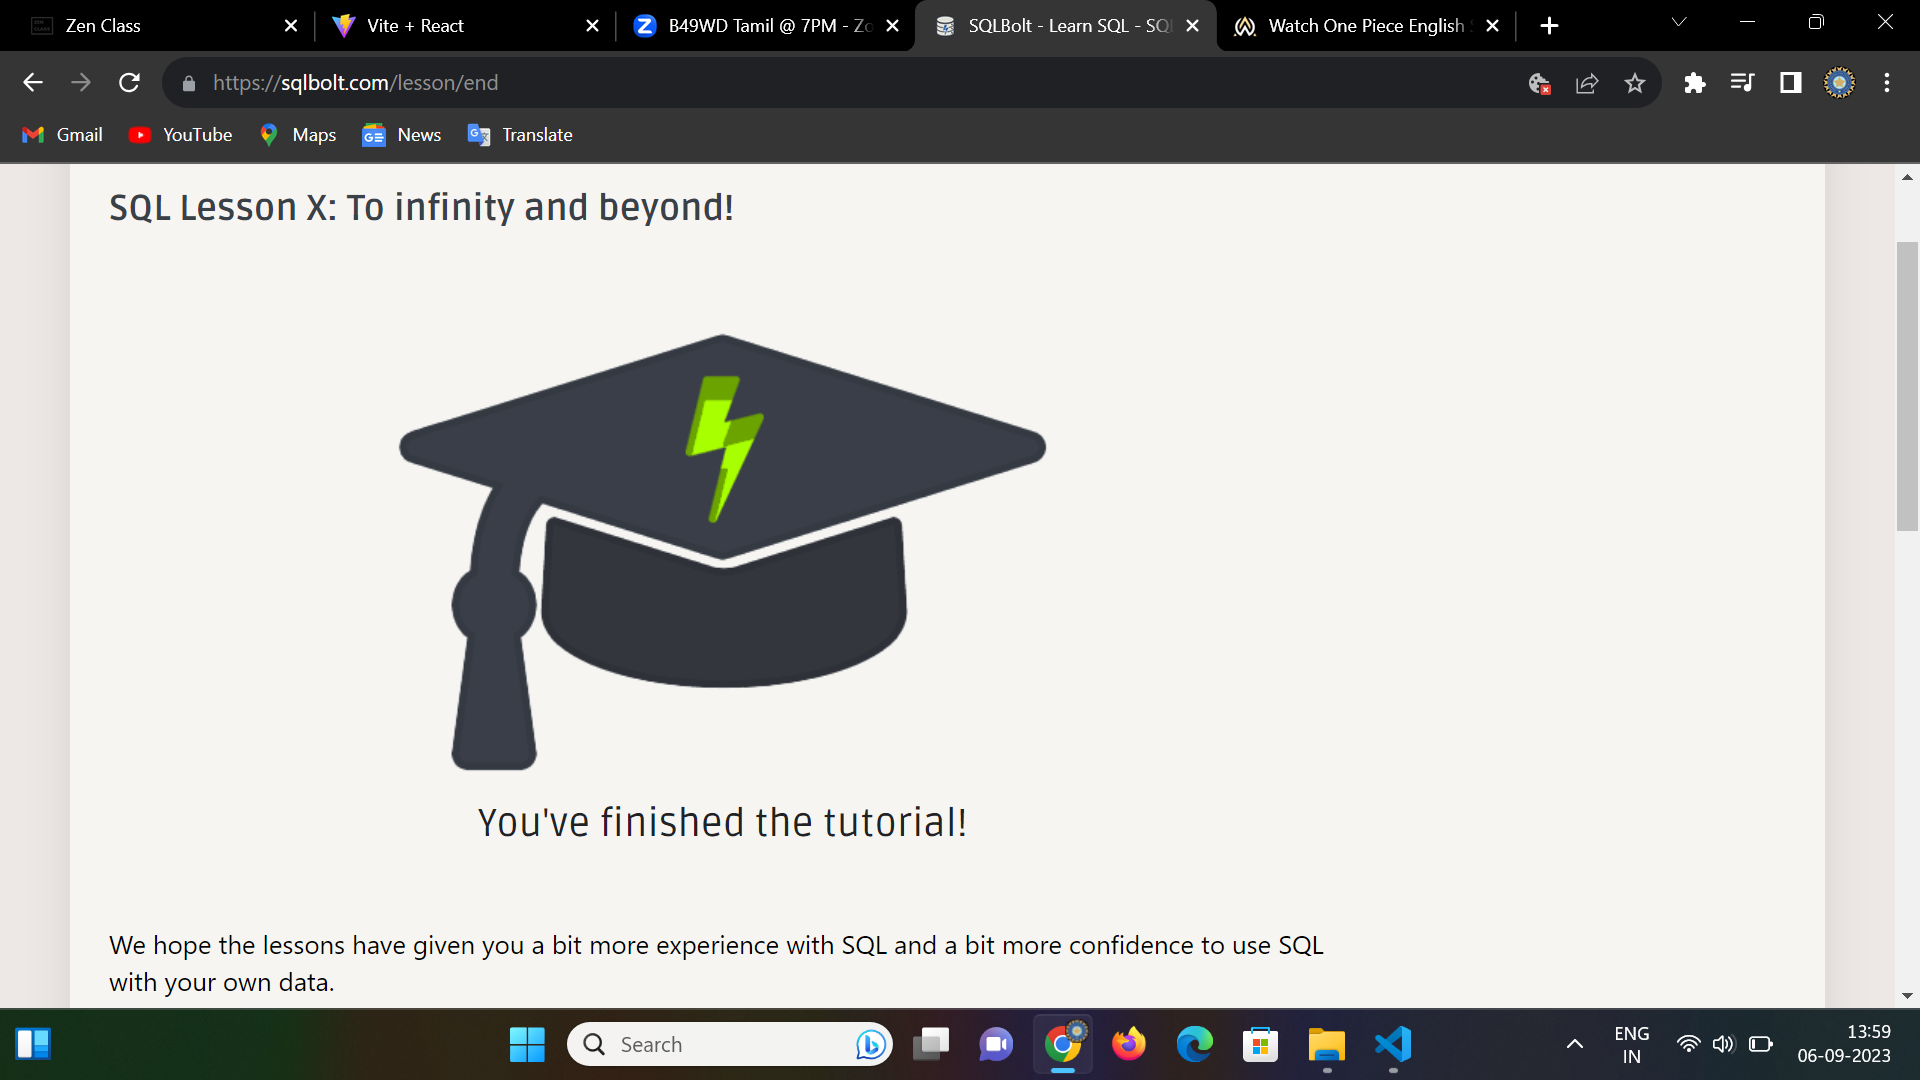 Zen Class
Vite + React
B49WD Tamil @ 7PM - Zo
SQLBolt - Learn SQL - SQ
Watch One Piece English
https://sqlbolt.com/lesson/end
Gmail
YouTube
Maps
News
Translate
SQL Lesson X: To infinity and beyond!
You've finished the tutorial!
We hope the lessons have given you a bit more experience with SQL and a bit more confidence to use SQL
with your own data.
Search
ENG
IN
13:59
06-09-2023